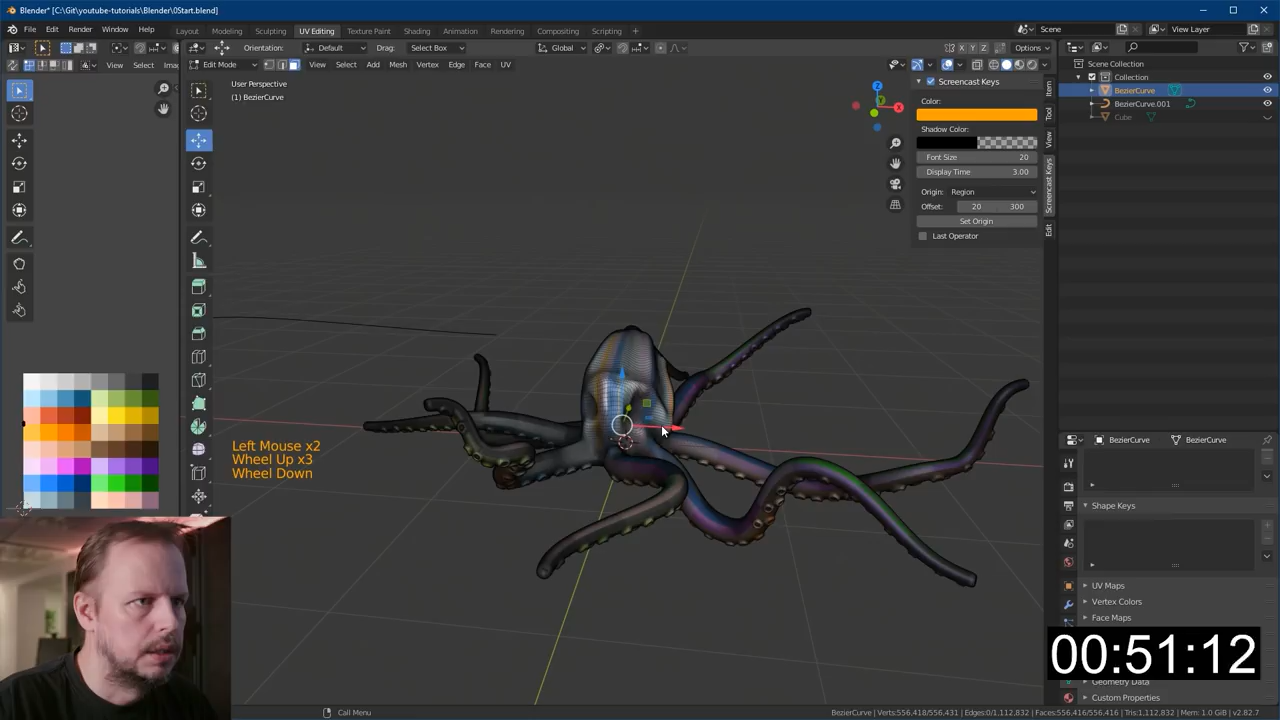 Blender* [C:\Git\youtube-tutorials\Blender\0Start.blend]
File Edit Render Window Help Layout Modeling Sculpting UV Editing Texture Paint Shading Animation Rendering Compositing Scripting Scene View Layer
Orientation: Default Drag: Select Box Global X Y Z Options
View Select Ima Edit Mode View Select Add Mesh Vertex Edge Face UV
User Perspective
(1) BezierCurve
Screencast Keys
Color:
Shadow Color:
Font Size 20
Display Time 3.00
Origin: Region
Offset: 20 300
Set Origin
Last Operator
Item
Tool
View
Screencast Keys
Edit
Z
X
Scene Collection
Collection
BezierCurve
BezierCurve.001
Cube
Left Mouse x2
Wheel Up x3
Wheel Down
BezierCurve BezierCurve
Shape Keys
UV Maps
Vertex Colors
Face Maps
00:51:12
Geometry Data
Custom Properties
Call Menu
BezierCurve | Verts:556,418/556,431 | Edges:0/1,112,832 | Faces:556,416/556,416 | Tris:1,112,832 | Mem: 1.0 GiB | v2.82.7